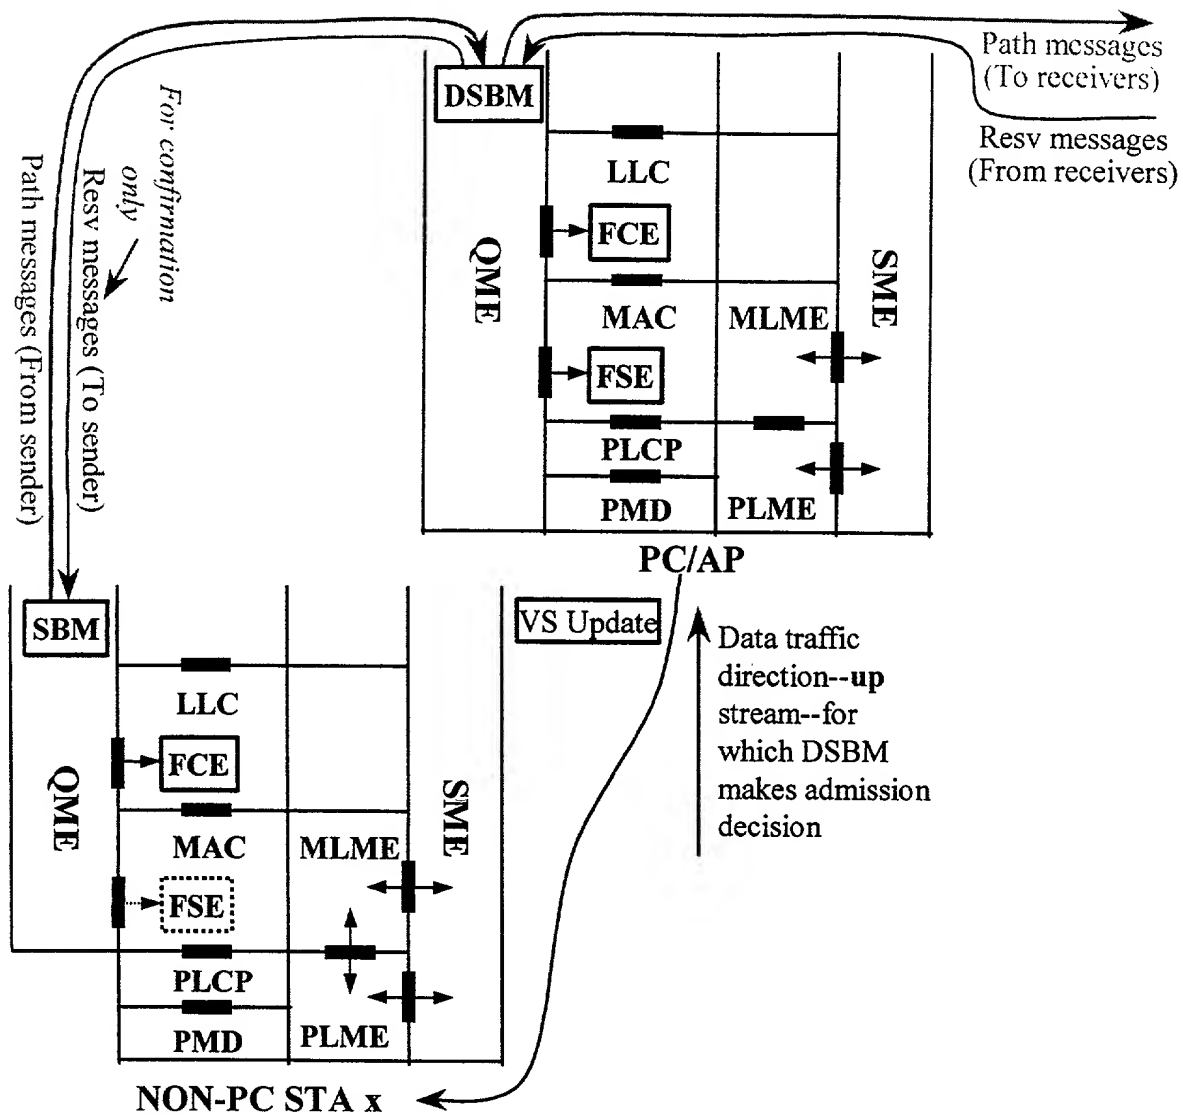 Path messages
(To receivers)
Resv messages
(From receivers)
For confirmation
only
Resv messages (To sender)
Path messages (From sender)
DSBM
LLC
FCE
QME
SME
MAC
MLME
FSE
PLCP
PMD
PLME
PC/AP
SBM
VS Update
Data traffic
direction--up
stream--for
which DSBM
makes admission
decision
LLC
FCE
QME
SME
MAC
MLME
FSE
PLCP
PMD
PLME
NON-PC STA x